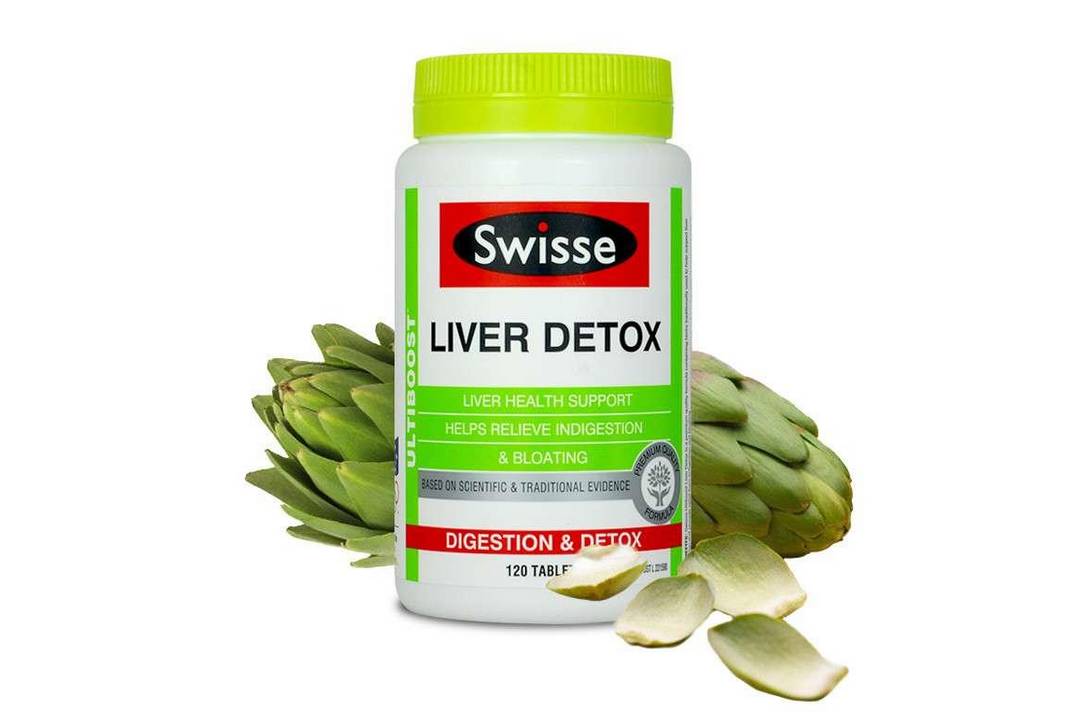 Swisse
ULTIBOOST
LIVER DETOX
LIVER HEALTH SUPPORT
HELPS RELIEVE INDIGESTION
& BLOATING
BASED ON SCIENTIFIC & TRADITIONAL EVIDENCE
PREMIUM QUALITY
FORMULA
DIGESTION & DETOX
120